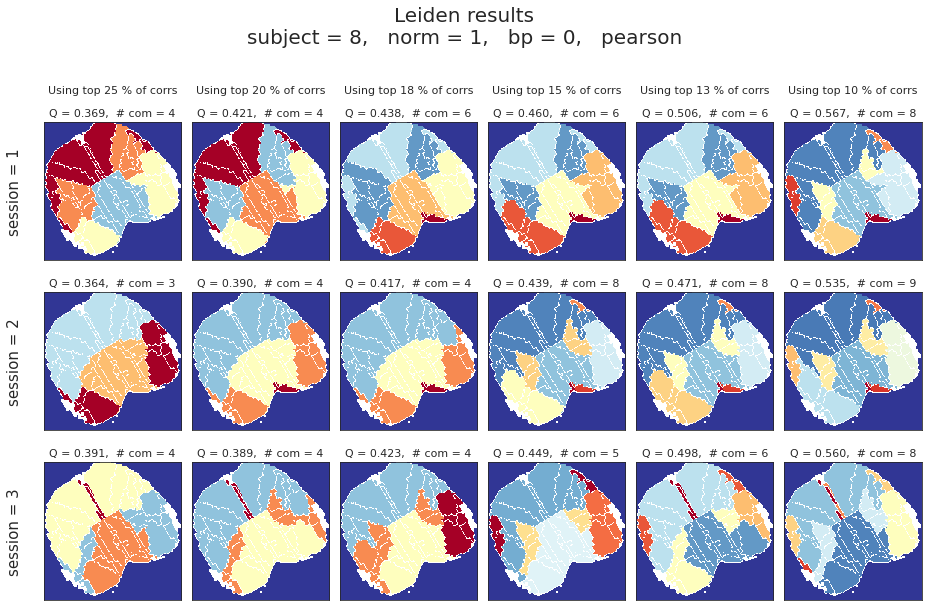 Leiden results
subject = 8,   norm = 1,   bp = 0,   pearson
Using top 25 % of corrs
Using top 20 % of corrs
Using top 18 % of corrs
Using top 15 % of corrs
Using top 13 % of corrs
Using top 10 % of corrs
session = 1
Q = 0.369,  # com = 4
Q = 0.421,  # com = 4
Q = 0.438,  # com = 6
Q = 0.460,  # com = 6
Q = 0.506,  # com = 6
Q = 0.567,  # com = 8
session = 2
Q = 0.364,  # com = 3
Q = 0.390,  # com = 4
Q = 0.417,  # com = 4
Q = 0.439,  # com = 8
Q = 0.471,  # com = 8
Q = 0.535,  # com = 9
session = 3
Q = 0.391,  # com = 4
Q = 0.389,  # com = 4
Q = 0.423,  # com = 4
Q = 0.449,  # com = 5
Q = 0.498,  # com = 6
Q = 0.560,  # com = 8